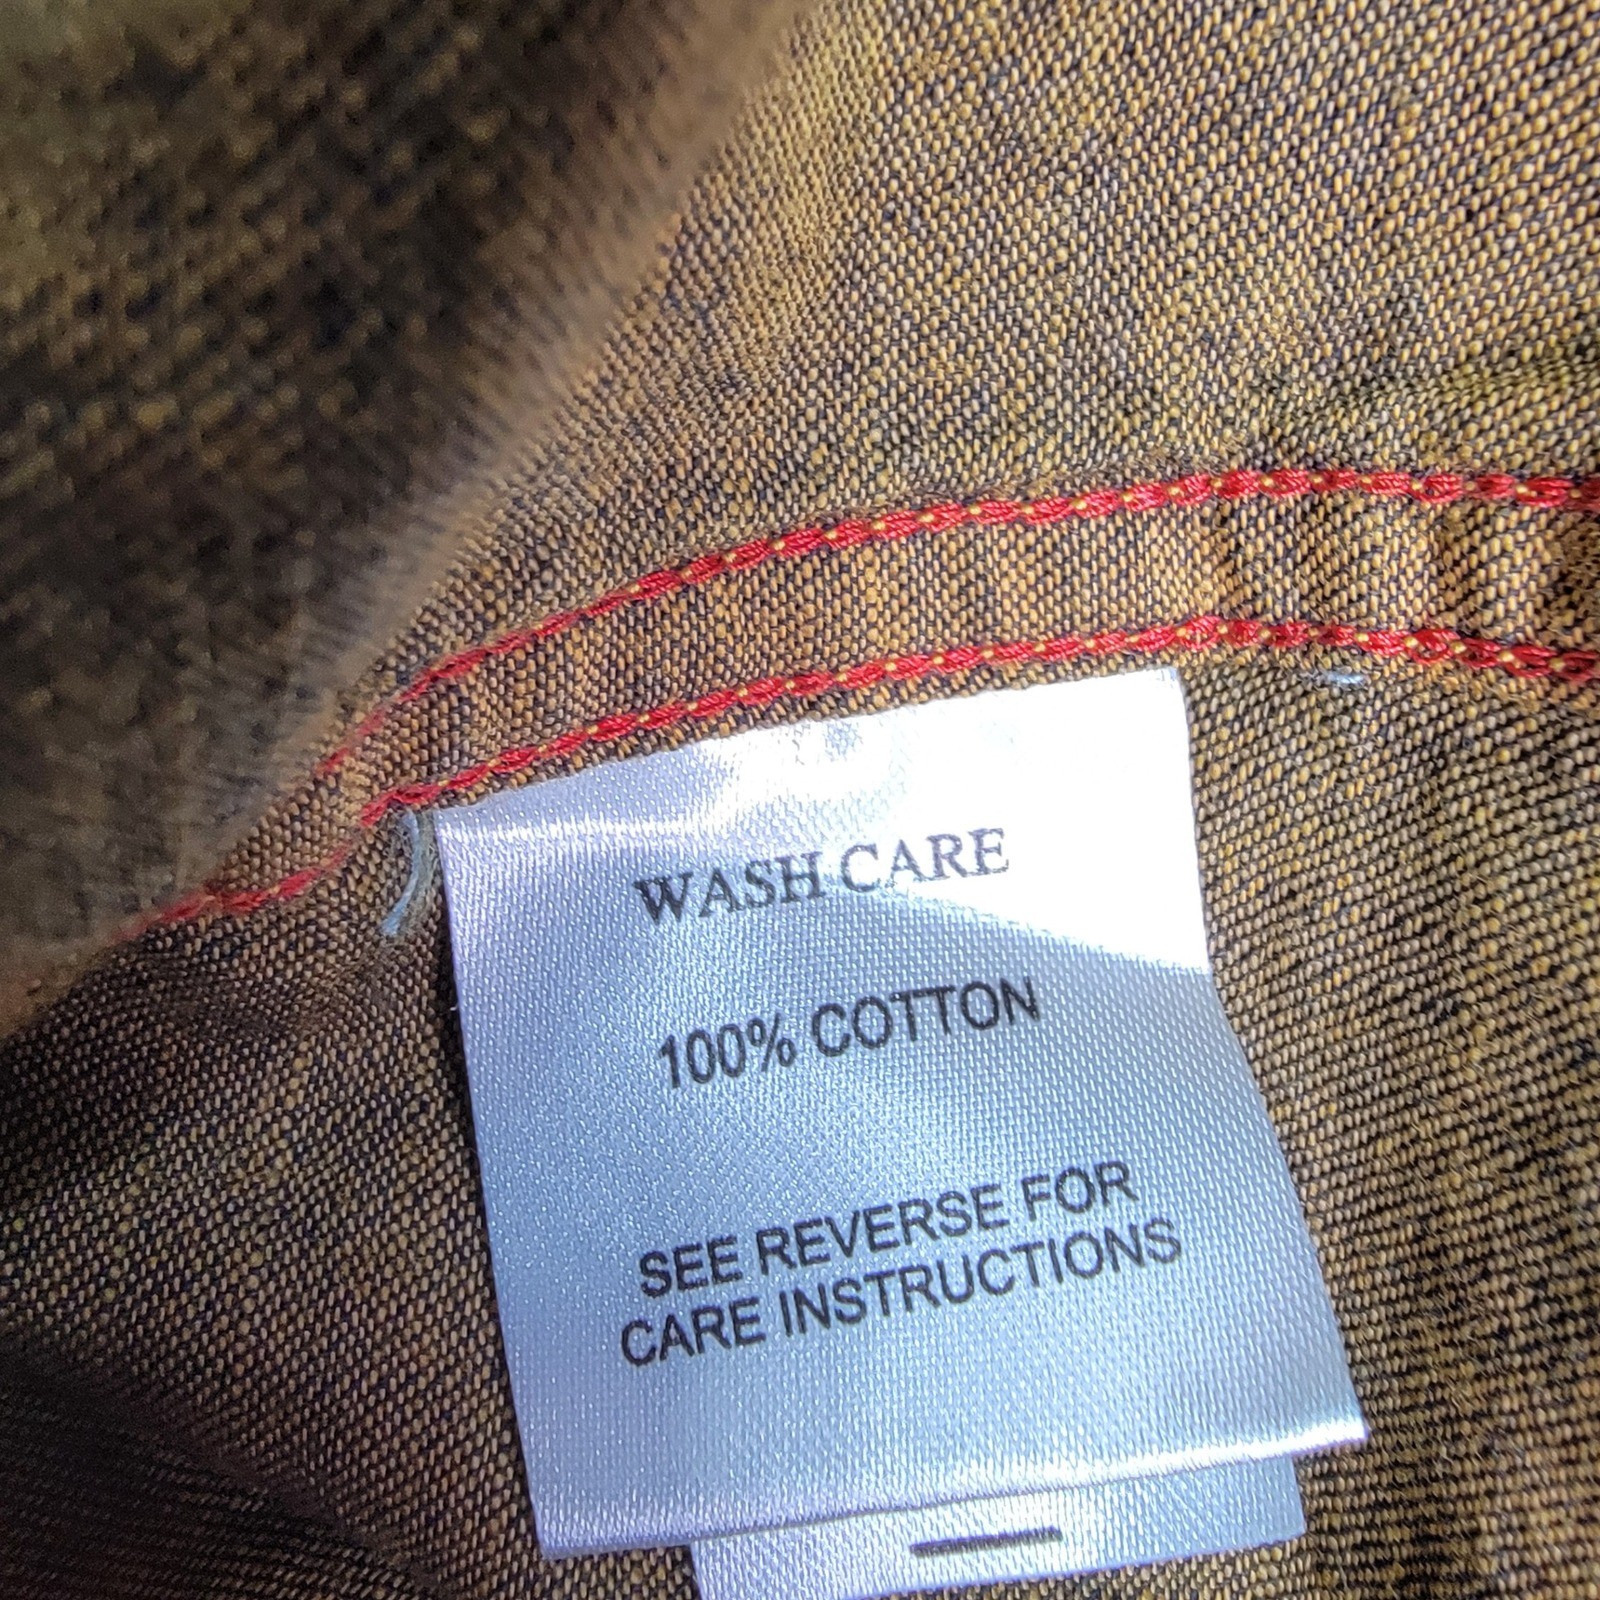 WASH CARE
100% COTTON
SEE REVERSE FOR
CARE INSTRUCTIONS